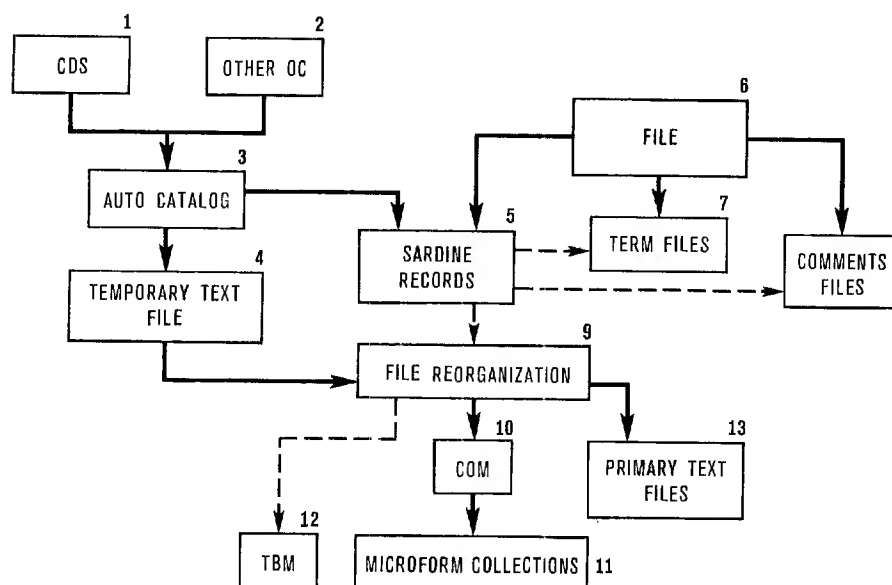 1
CDS
2
OTHER OC
3
AUTO CATALOG
4
TEMPORARY TEXT
FILE
5
SARDINE
RECORDS
6
FILE
7
TERM FILES
COMMENTS
FILES
9
FILE REORGANIZATION
10
COM
11
MICROFORM COLLECTIONS
12
TBM
13
PRIMARY TEXT
FILES